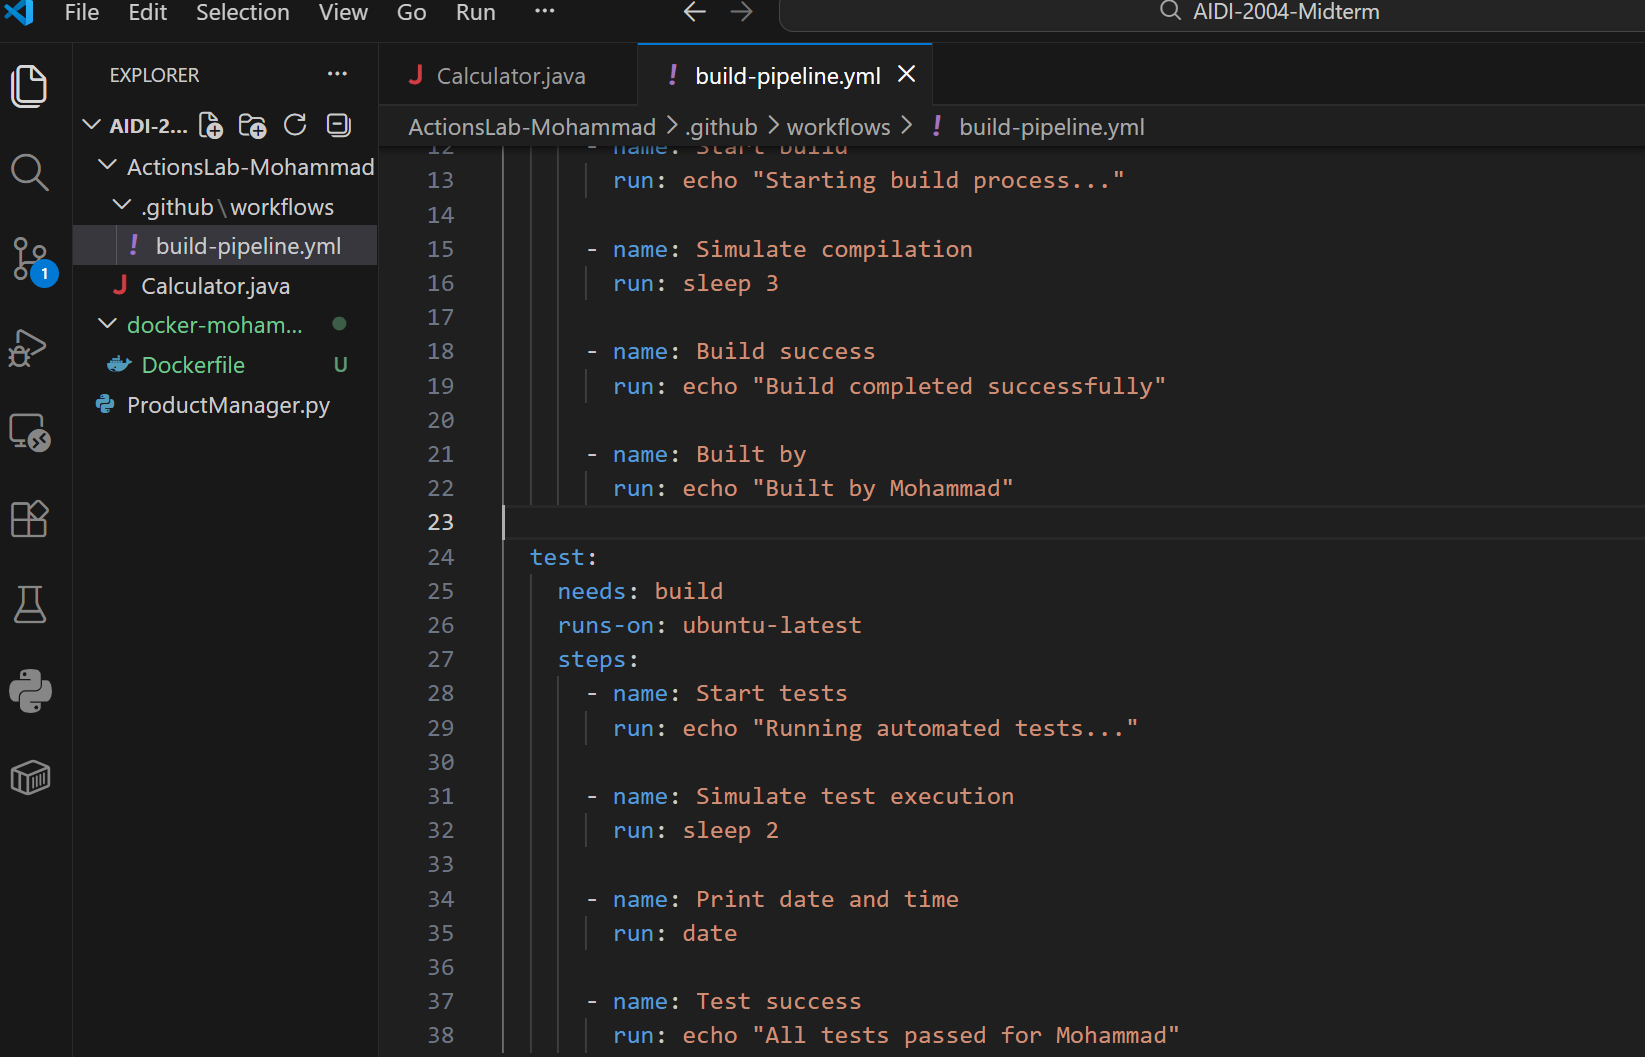 File Edit Selection View Go Run ···
AIDI-2004-Midterm
EXPLORER ···
AIDI-2...
ActionsLab-Mohammad
.github\workflows
build-pipeline.yml
Calculator.java
docker-moham...
Dockerfile U
ProductManager.py
1
Calculator.java
build-pipeline.yml
ActionsLab-Mohammad > .github > workflows > ! build-pipeline.yml
12 - name: Start build
13 run: echo "Starting build process..."
14
15 - name: Simulate compilation
16 run: sleep 3
17
18 - name: Build success
19 run: echo "Build completed successfully"
20
21 - name: Built by
22 run: echo "Built by Mohammad"
23
24 test:
25 needs: build
26 runs-on: ubuntu-latest
27 steps:
28 - name: Start tests
29 run: echo "Running automated tests..."
30
31 - name: Simulate test execution
32 run: sleep 2
33
34 - name: Print date and time
35 run: date
36
37 - name: Test success
38 run: echo "All tests passed for Mohammad"